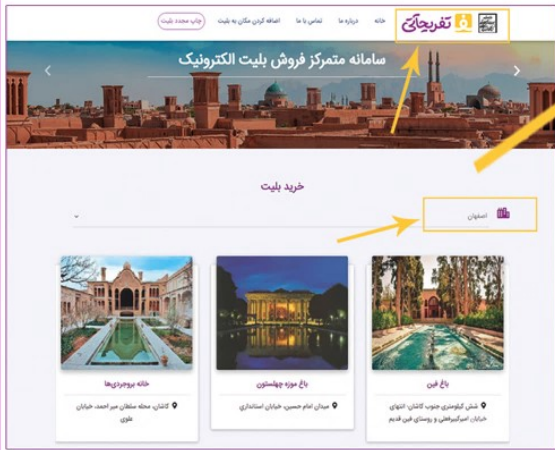 تفریحاتی
خانه
درباره ما
تماس با ما
اضافه کردن مکان به بلیت
چاپ مجدد بلیت
سامانه متمرکز فروش بلیت الکترونیک
خرید بلیت
اصفهان
باغ فین
شش کیلومتری جنوب کاشان؛ انتهای
خیابان امیرکبیرفعلی و روستای فین قدیم
باغ موزه چهلستون
میدان امام حسین، خیابان استانداری
خانه بروجردی‌ها
کاشان، محله سلطان میر احمد، خیابان
علوی